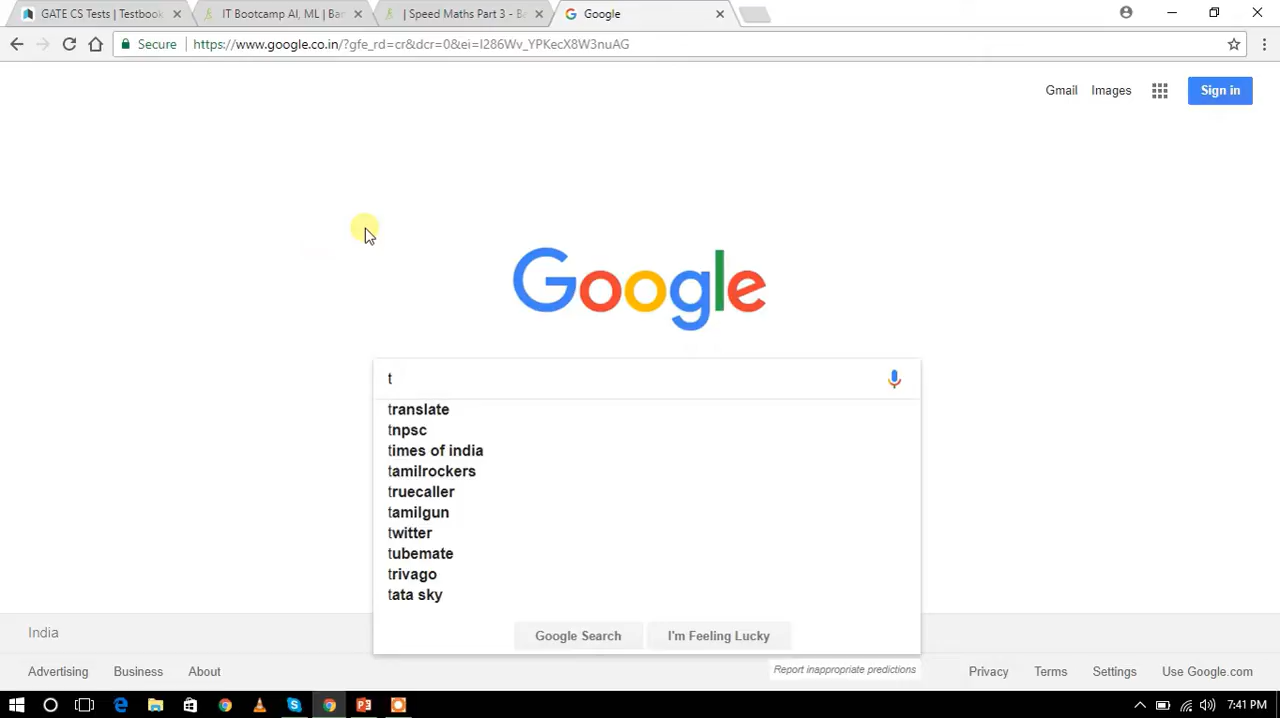 GATE CS Tests | Testbook
IT Bootcamp AI, ML | Ban
| Speed Maths Part 3 - Bo
Google
Secure
https://www.google.co.in/?gfe_rd=cr&dcr=0&ei=I286Wv_YPKecX8W3nuAG
Gmail
Images
Sign in
Google
t
translate
tnpsc
times of india
tamilrockers
truecaller
tamilgun
twitter
tubemate
trivago
tata sky
Google Search
I'm Feeling Lucky
Report inappropriate predictions
India
Advertising
Business
About
Privacy
Terms
Settings
Use Google.com
7:41 PM